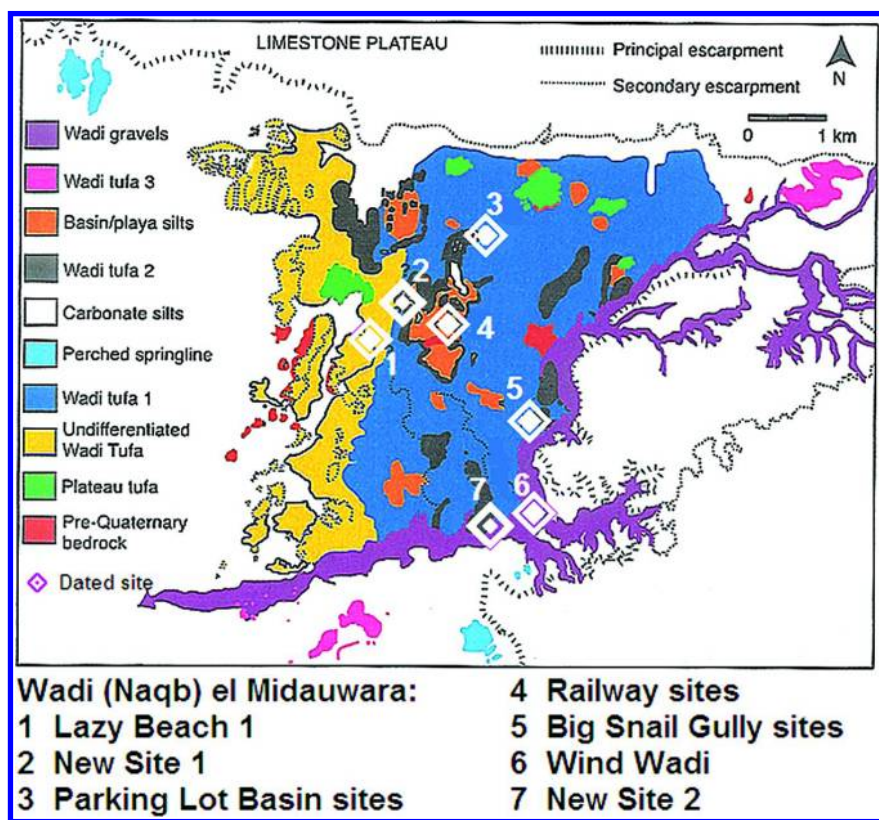 LIMESTONE PLATEAU
Principal escarpment
Secondary escarpment
N
0 1 km
Wadi gravels
Wadi tufa 3
Basin/playa silts
Wadi tufa 2
Carbonate silts
Perched springline
Wadi tufa 1
Undifferentiated
Wadi Tufa
Plateau tufa
Pre-Quaternary
bedrock
Dated site
3
2
4
1
5
6
7
Wadi (Naqb) el Midauwara:
1 Lazy Beach 1
2 New Site 1
3 Parking Lot Basin sites
4 Railway sites
5 Big Snail Gully sites
6 Wind Wadi
7 New Site 2